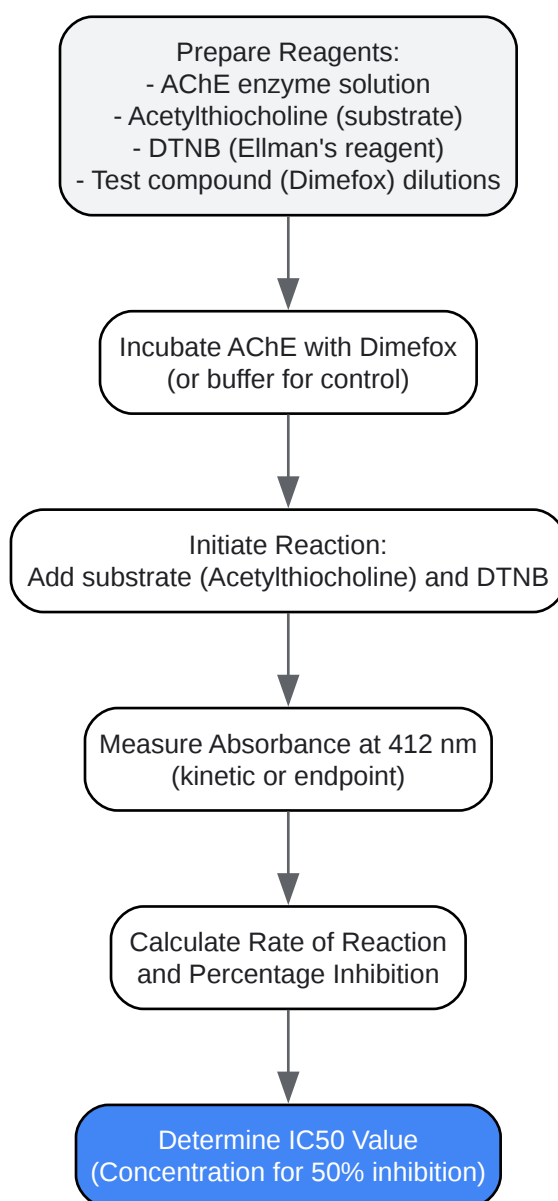 Prepare Reagents:
- AChE enzyme solution
- Acetylthiocholine (substrate)
- DTNB (Ellman's reagent)
- Test compound (Dimefox) dilutions
Incubate AChE with Dimefox
(or buffer for control)
Initiate Reaction:
Add substrate (Acetylthiocholine) and DTNB
Measure Absorbance at 412 nm
(kinetic or endpoint)
Calculate Rate of Reaction
and Percentage Inhibition
Determine IC50 Value
(Concentration for 50% inhibition)